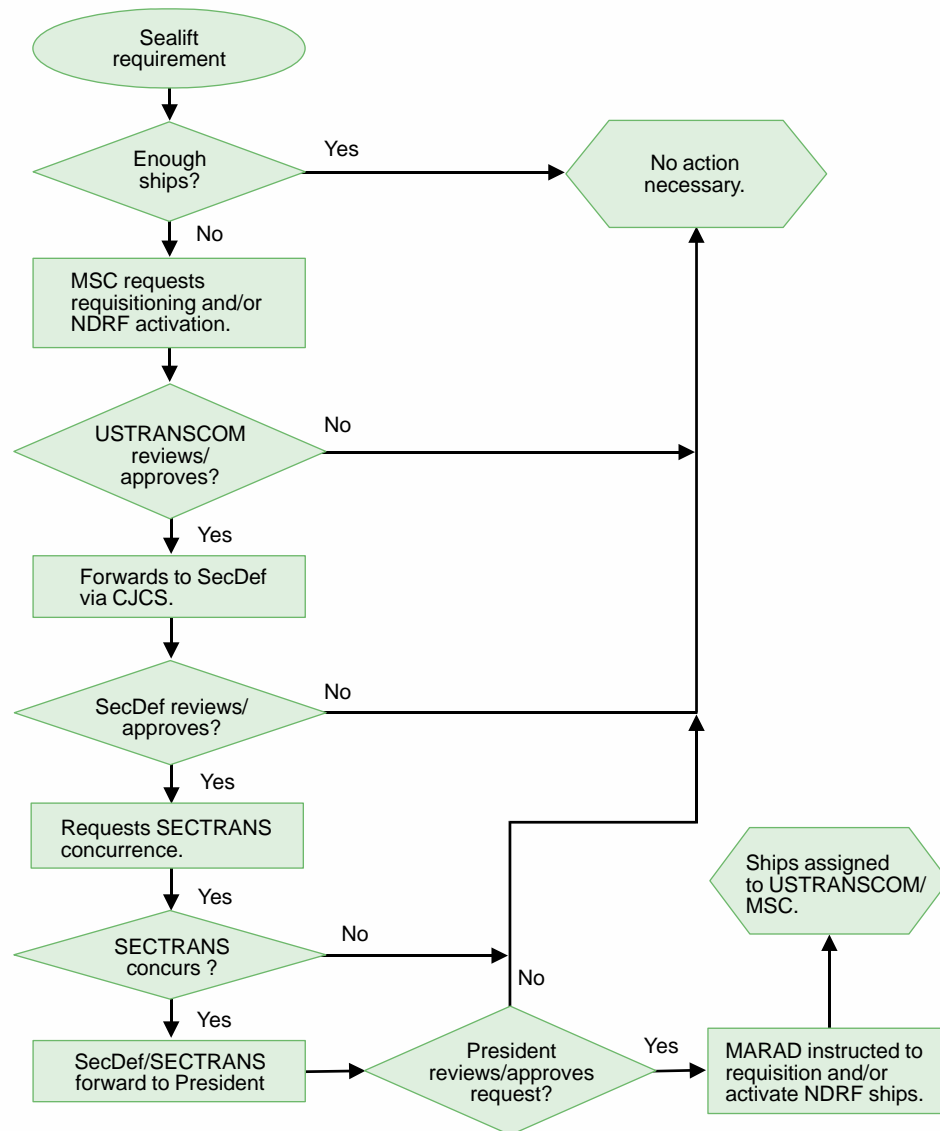 Sealift
requirement
Enough
ships?
Yes
No action
necessary.
No
MSC requests
requisitioning and/or
NDRF activation.
USTRANSCOM
reviews/
approves?
No
Yes
Forwards to SecDef
via CJCS.
SecDef reviews/
approves?
No
Yes
Requests SECTRANS
concurrence.
Yes
SECTRANS
concurs ?
No
Yes
SecDef/SECTRANS
forward to President
President
reviews/approves
request?
No
Yes
MARAD instructed to
requisition and/or
activate NDRF ships.
Ships assigned
to USTRANSCOM/
MSC.